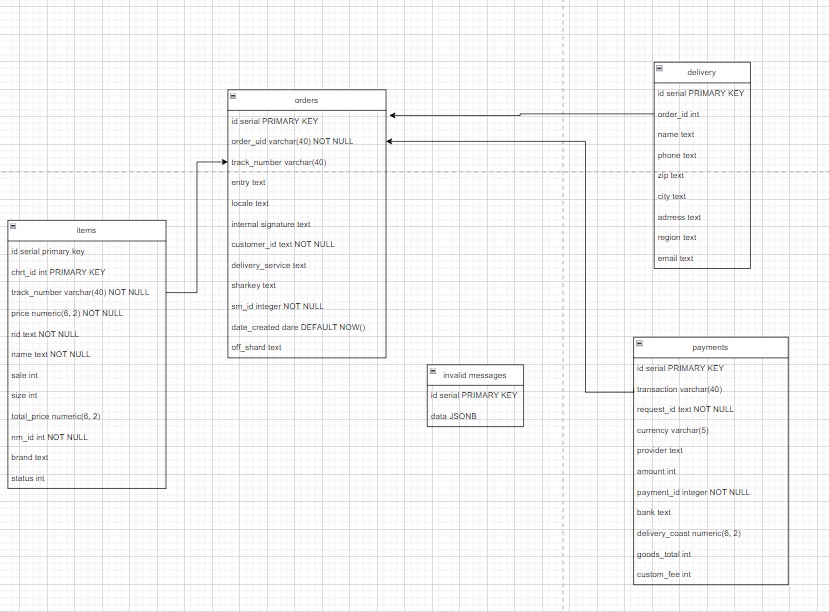 orders
id serial PRIMARY KEY
order_uid varchar(40) NOT NULL
track_number varchar(40)
entry text
locale text
internal signature text
customer_id text NOT NULL
delivery_service text
sharkey text
sm_id integer NOT NULL
date_created dare DEFAULT NOW()
off_shard text
delivery
id serial PRIMARY KEY
order_id int
name text
phone text
zip text
city text
adrress text
region text
email text
items
id serial primary key
chrt_id int PRIMARY KEY
track_number varchar(40) NOT NULL
price numeric(6, 2) NOT NULL
rid text NOT NULL
name text NOT NULL
sale int
size int
total_price numeric(6, 2)
nm_id int NOT NULL
brand text
status int
invalid messages
id serial PRIMARY KEY
data JSONB
payments
id serial PRIMARY KEY
transaction varchar(40)
request_id text NOT NULL
currency varchar(5)
provider text
amount int
payment_id integer NOT NULL
bank text
delivery_coast numeric(6, 2)
goods_total int
custom_fee int